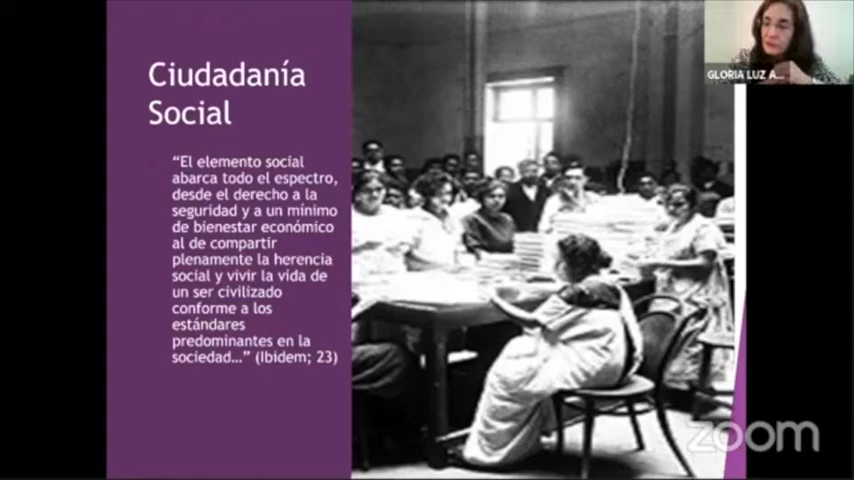 Ciudadanía
Social
“El elemento social
abarca todo el espectro,
desde el derecho a la
seguridad y a un mínimo
de bienestar económico
al de compartir
plenamente la herencia
social y vivir la vida de
un ser civilizado
conforme a los
estándares
predominantes en la
sociedad…” (Ibidem; 23)
GLORIA LUZ A...
zoom